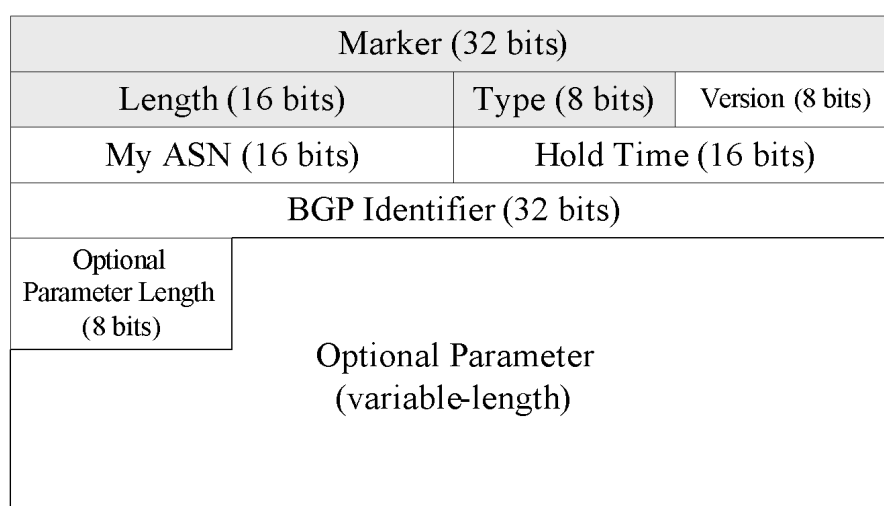 Marker (32 bits)
Length (16 bits)
Type (8 bits)
Version (8 bits)
My ASN (16 bits)
Hold Time (16 bits)
BGP Identifier (32 bits)
Optional
Parameter Length
(8 bits)
Optional Parameter
(variable-length)